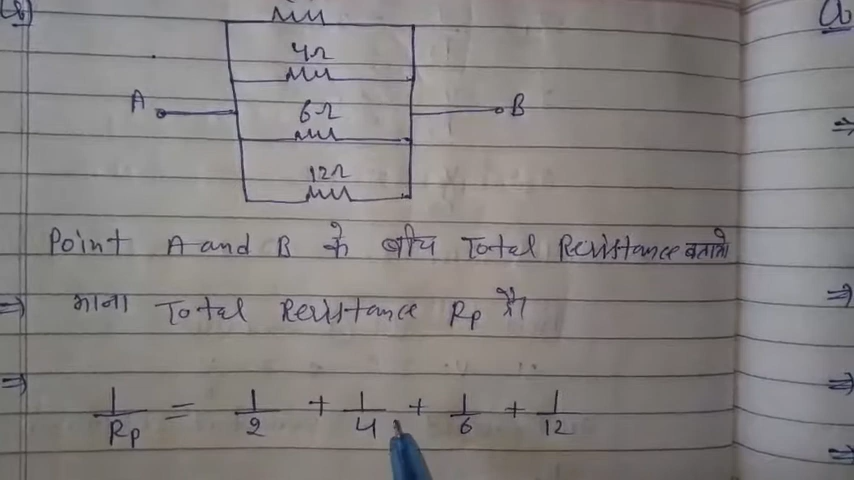 4Ω
A 6Ω B
12Ω
Point A and B के बीच Total Resistance बताओ
⇒ माना Total Resistance Rp है।
⇒ 1/Rp = 1/2 + 1/4 + 1/6 + 1/12